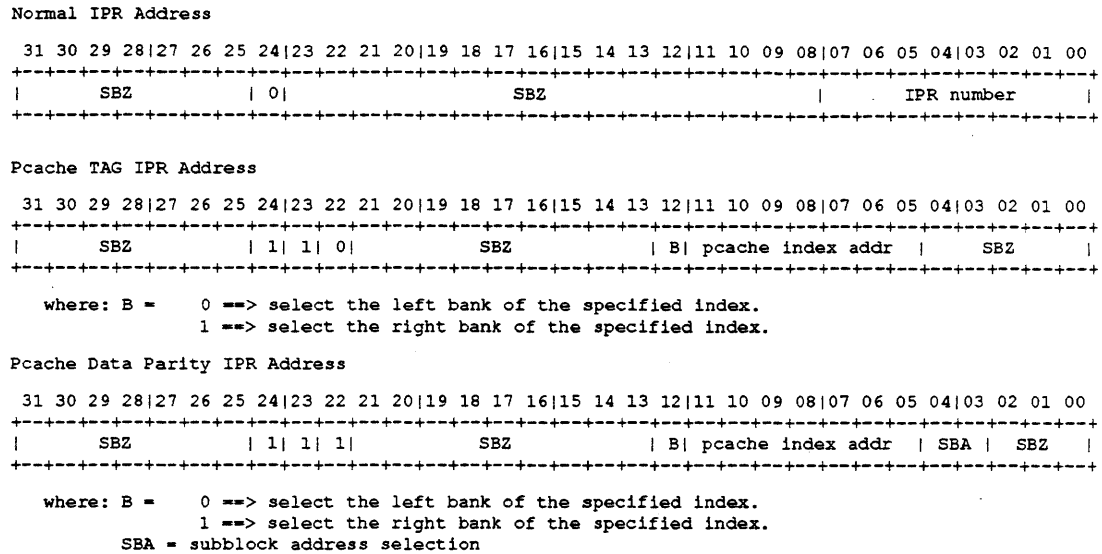 Normal IPR Address
31 30 29 28|27 26 25 24|23 22 21 20|19 18 17 16|15 14 13 12|11 10 09 08|07 06 05 04|03 02 01 00
+--+--+--+--+--+--+--+--+--+--+--+--+--+--+--+--+--+--+--+--+--+--+--+--+--+--+--+--+--+--+--+--+
| SBZ | 0| SBZ | IPR number |
+--+--+--+--+--+--+--+--+--+--+--+--+--+--+--+--+--+--+--+--+--+--+--+--+--+--+--+--+--+--+--+--+
Pcache TAG IPR Address
31 30 29 28|27 26 25 24|23 22 21 20|19 18 17 16|15 14 13 12|11 10 09 08|07 06 05 04|03 02 01 00
+--+--+--+--+--+--+--+--+--+--+--+--+--+--+--+--+--+--+--+--+--+--+--+--+--+--+--+--+--+--+--+--+
| SBZ | 1| 1| 0| SBZ | B| pcache index addr | SBZ |
+--+--+--+--+--+--+--+--+--+--+--+--+--+--+--+--+--+--+--+--+--+--+--+--+--+--+--+--+--+--+--+--+
where: B = 0 ==> select the left bank of the specified index.
1 ==> select the right bank of the specified index.
Pcache Data Parity IPR Address
31 30 29 28|27 26 25 24|23 22 21 20|19 18 17 16|15 14 13 12|11 10 09 08|07 06 05 04|03 02 01 00
+--+--+--+--+--+--+--+--+--+--+--+--+--+--+--+--+--+--+--+--+--+--+--+--+--+--+--+--+--+--+--+--+
| SBZ | 1| 1| 1| SBZ | B| pcache index addr | SBA | SBZ |
+--+--+--+--+--+--+--+--+--+--+--+--+--+--+--+--+--+--+--+--+--+--+--+--+--+--+--+--+--+--+--+--+
where: B = 0 ==> select the left bank of the specified index.
1 ==> select the right bank of the specified index.
SBA = subblock address selection